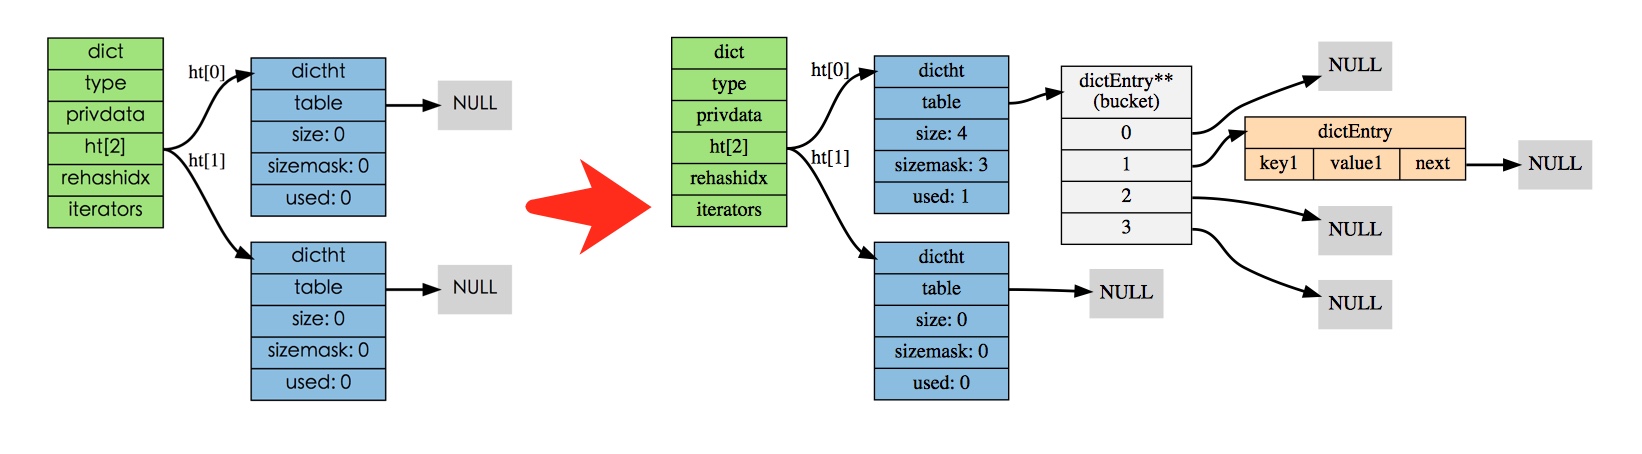 dict
type
privdata
ht[2]
rehashidx
iterators
ht[0]
ht[1]
dictht
table
size: 0
sizemask: 0
used: 0
NULL
dictht
table
size: 0
sizemask: 0
used: 0
NULL
dict
type
privdata
ht[2]
rehashidx
iterators
ht[0]
ht[1]
dictht
table
size: 4
sizemask: 3
used: 1
dictht
table
size: 0
sizemask: 0
used: 0
NULL
dictEntry**
(bucket)
0
1
2
3
NULL
dictEntry
key1 value1 next
NULL
NULL
NULL